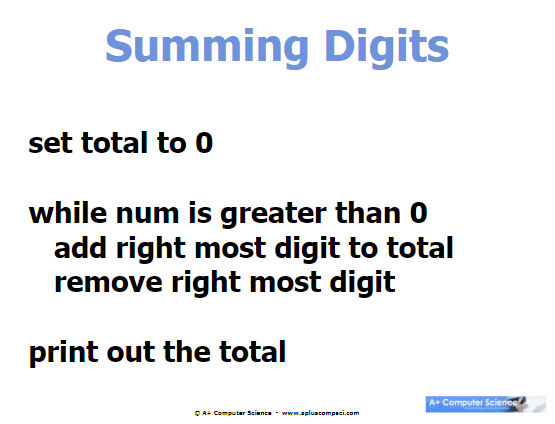 Summing Digits
set total to 0
while num is greater than 0
add right most digit to total
remove right most digit
print out the total
A+ Computer Science
© A+ Computer Science - www.apluscompsci.com